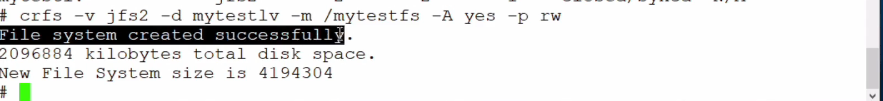 # crfs -v jfs2 -d mytestlv -m /mytestfs -A yes -p rw
File system created successfully.
2096884 kilobytes total disk space.
New File System size is 4194304
#